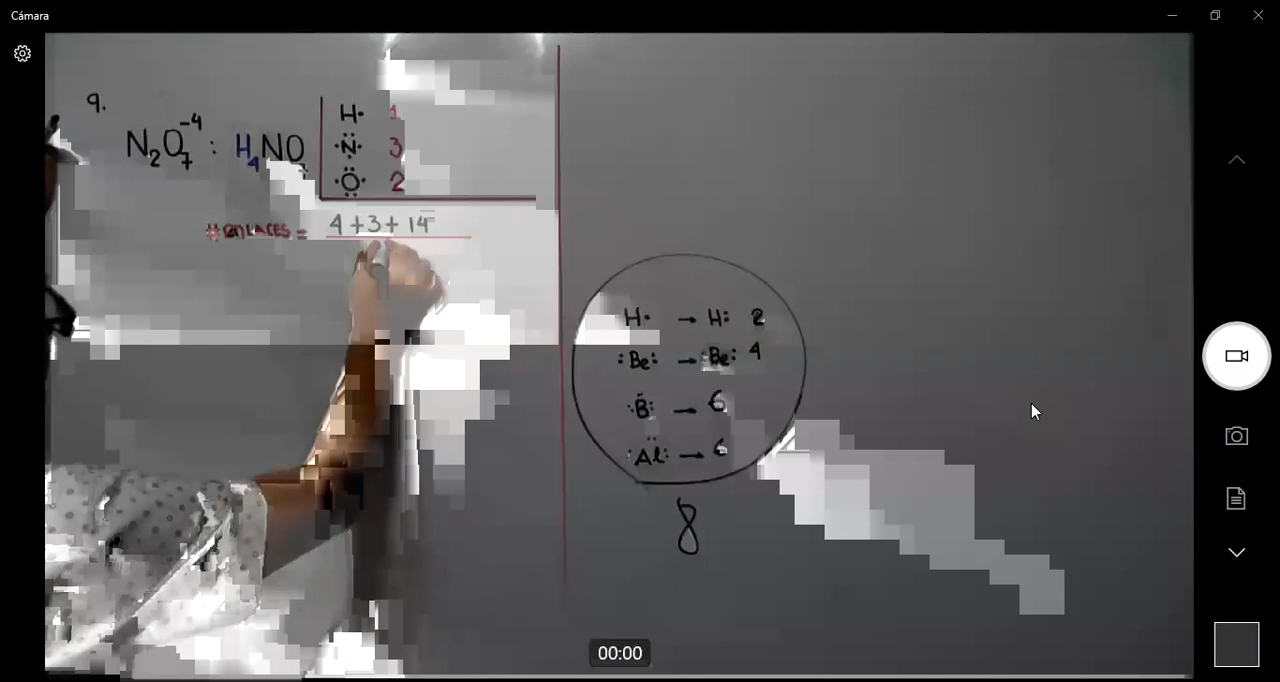 Cámara
9.
N₂O₇⁻⁴ : H₄NO₇
H· 1
·N̈· 3
·Ö· 2
# ENLACES = 4+3+14
H· → H: 2
:Be: → :Be: 4
:B̈: → 6
:Äl: → 6
8
00:00